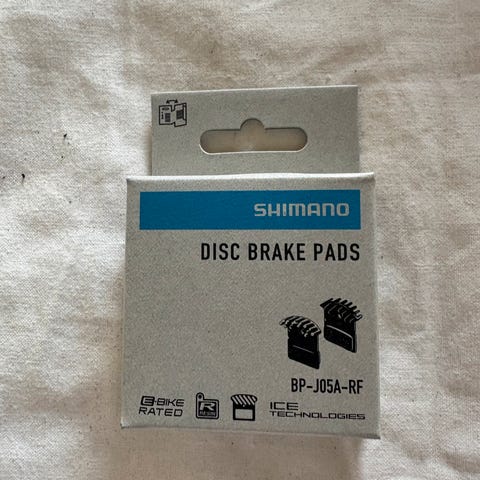 SHIMANO
DISC BRAKE PADS
BP-J05A-RF
E-BIKE
RATED
R
ICE
TECHNOLOGIES